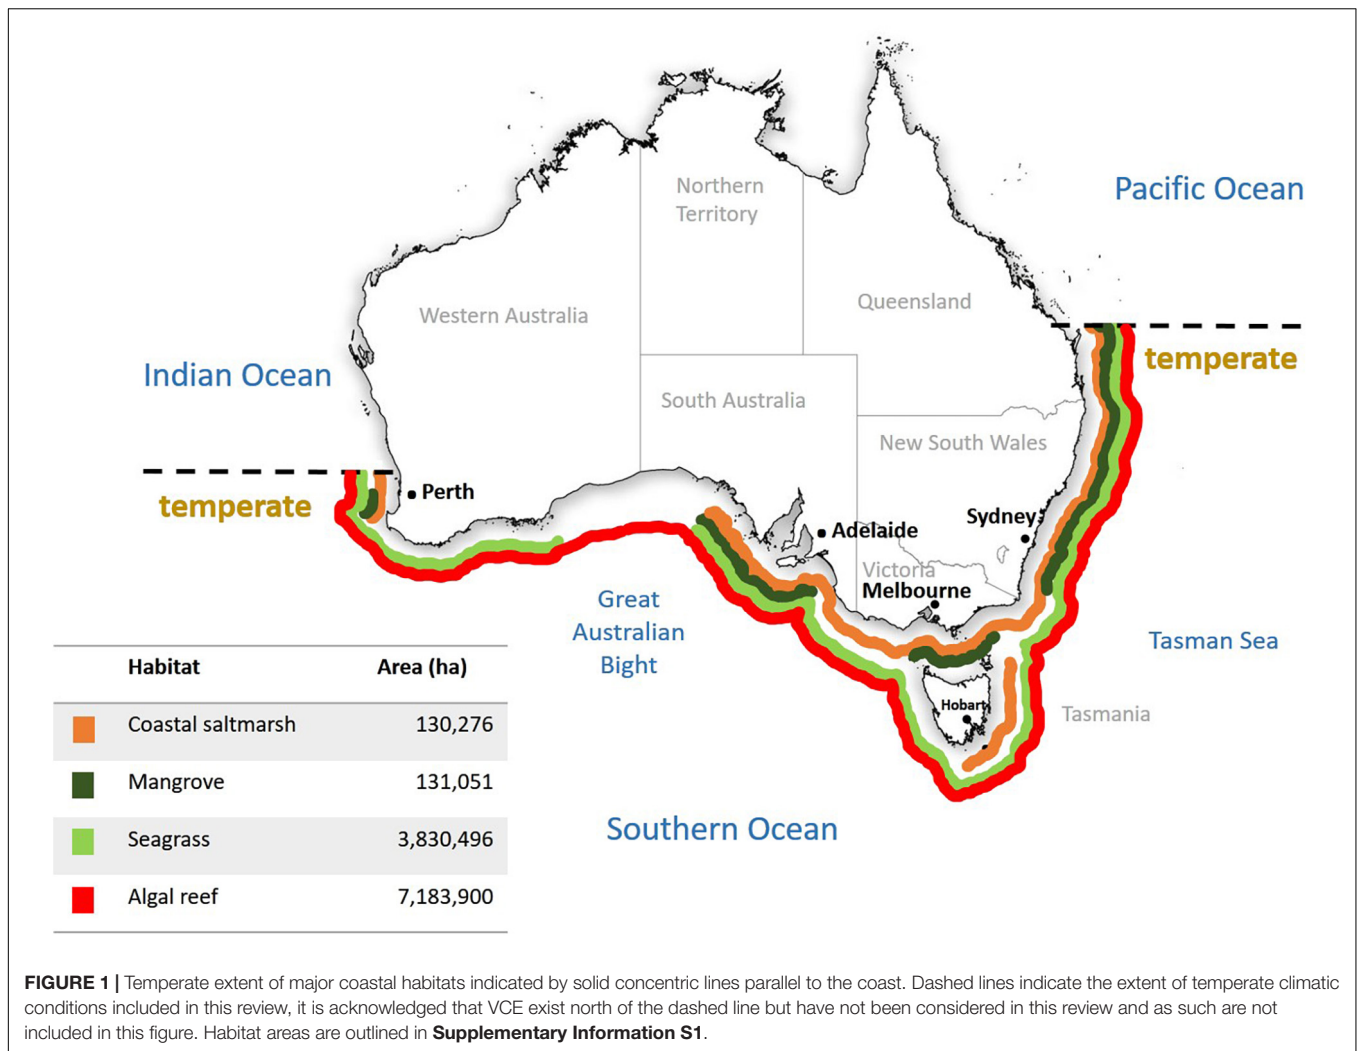 Pacific Ocean
Northern
Territory
Queensland
Western Australia
Indian Ocean
temperate
South Australia
New South Wales
temperate
Perth
Sydney
Adelaide
Victoria
Melbourne
Great
Australian
Bight
Tasman Sea
Hobart
Tasmania
Southern Ocean
Habitat Area (ha)
Coastal saltmarsh 130,276
Mangrove 131,051
Seagrass 3,830,496
Algal reef 7,183,900
FIGURE 1 | Temperate extent of major coastal habitats indicated by solid concentric lines parallel to the coast. Dashed lines indicate the extent of temperate climatic
conditions included in this review, it is acknowledged that VCE exist north of the dashed line but have not been considered in this review and as such are not
included in this figure. Habitat areas are outlined in Supplementary Information S1.